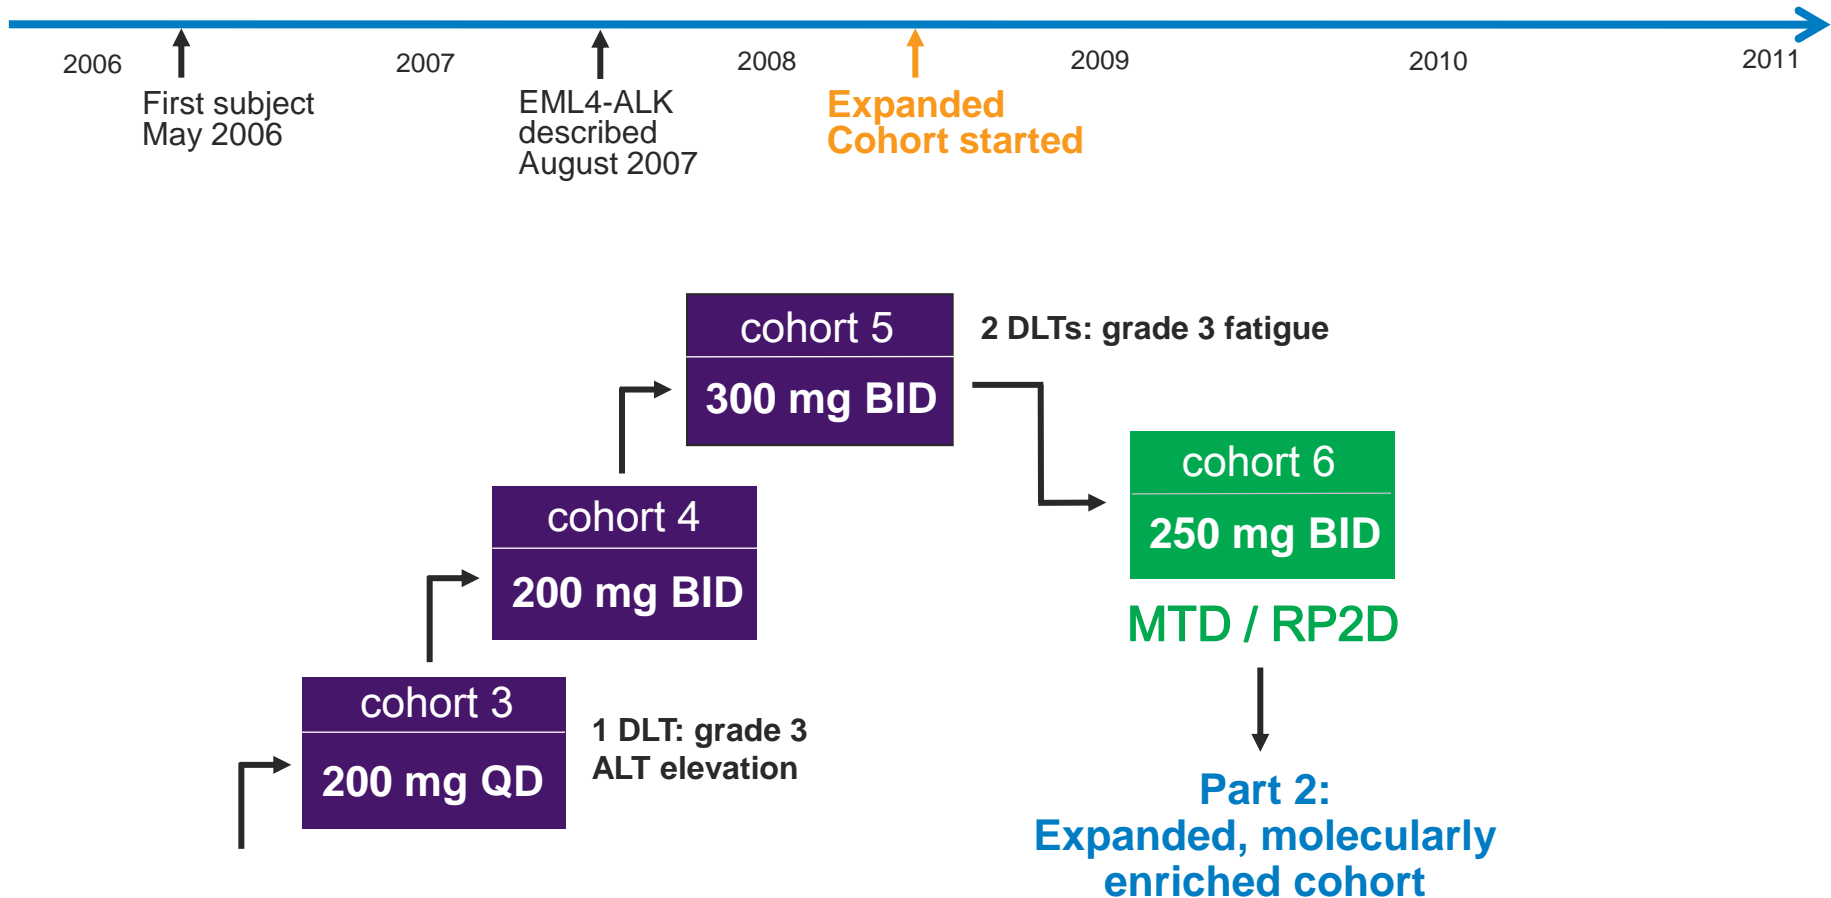 2006
2007
2008
2009
2010
2011
First subject
May 2006
EML4-ALK
described
August 2007
Expanded
Cohort started
cohort 5
300 mg BID
2 DLTs: grade 3 fatigue
cohort 6
250 mg BID
MTD / RP2D
cohort 4
200 mg BID
cohort 3
200 mg QD
1 DLT: grade 3
ALT elevation
Part 2:
Expanded, molecularly
enriched cohort